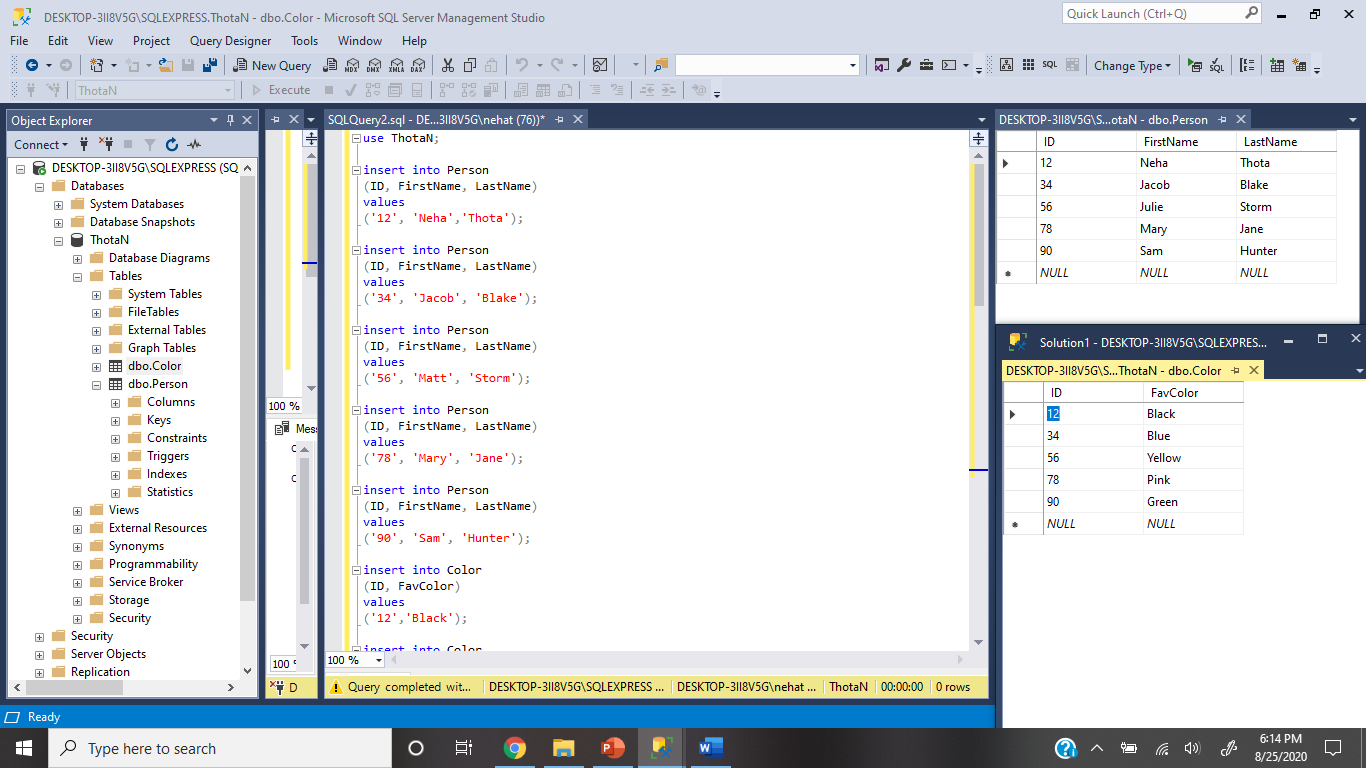 DESKTOP-3II8V5G\SQLEXPRESS.ThotaN - dbo.Color - Microsoft SQL Server Management Studio
Quick Launch (Ctrl+Q)
File Edit View Project Query Designer Tools Window Help
New Query MDX DMX XMLA DAX SQL Change Type SQL
ThotaN Execute
Object Explorer
Connect
DESKTOP-3II8V5G\SQLEXPRESS (SQ
Databases
System Databases
Database Snapshots
ThotaN
Database Diagrams
Tables
System Tables
FileTables
External Tables
Graph Tables
dbo.Color
dbo.Person
Columns
Keys
Constraints
Triggers
Indexes
Statistics
Views
External Resources
Synonyms
Programmability
Service Broker
Storage
Security
Security
Server Objects
Replication
100 %
Mess
100 %
D
SQLQuery2.sql - DE...3II8V5G\nehat (76))*
use ThotaN;
insert into Person
(ID, FirstName, LastName)
values
('12', 'Neha','Thota');
insert into Person
(ID, FirstName, LastName)
values
('34', 'Jacob', 'Blake');
insert into Person
(ID, FirstName, LastName)
values
('56', 'Matt', 'Storm');
insert into Person
(ID, FirstName, LastName)
values
('78', 'Mary', 'Jane');
insert into Person
(ID, FirstName, LastName)
values
('90', 'Sam', 'Hunter');
insert into Color
(ID, FavColor)
values
('12','Black');
insert into Color
100 %
Query completed wit... DESKTOP-3II8V5G\SQLEXPRESS ... DESKTOP-3II8V5G\nehat ... ThotaN 00:00:00 0 rows
DESKTOP-3II8V5G\S...otaN - dbo.Person
ID FirstName LastName
12 Neha Thota
34 Jacob Blake
56 Julie Storm
78 Mary Jane
90 Sam Hunter
NULL NULL NULL
Solution1 - DESKTOP-3II8V5G\SQLEXPRES...
DESKTOP-3II8V5G\S...ThotaN - dbo.Color
ID FavColor
12 Black
34 Blue
56 Yellow
78 Pink
90 Green
NULL NULL
Ready
Type here to search
6:14 PM
8/25/2020